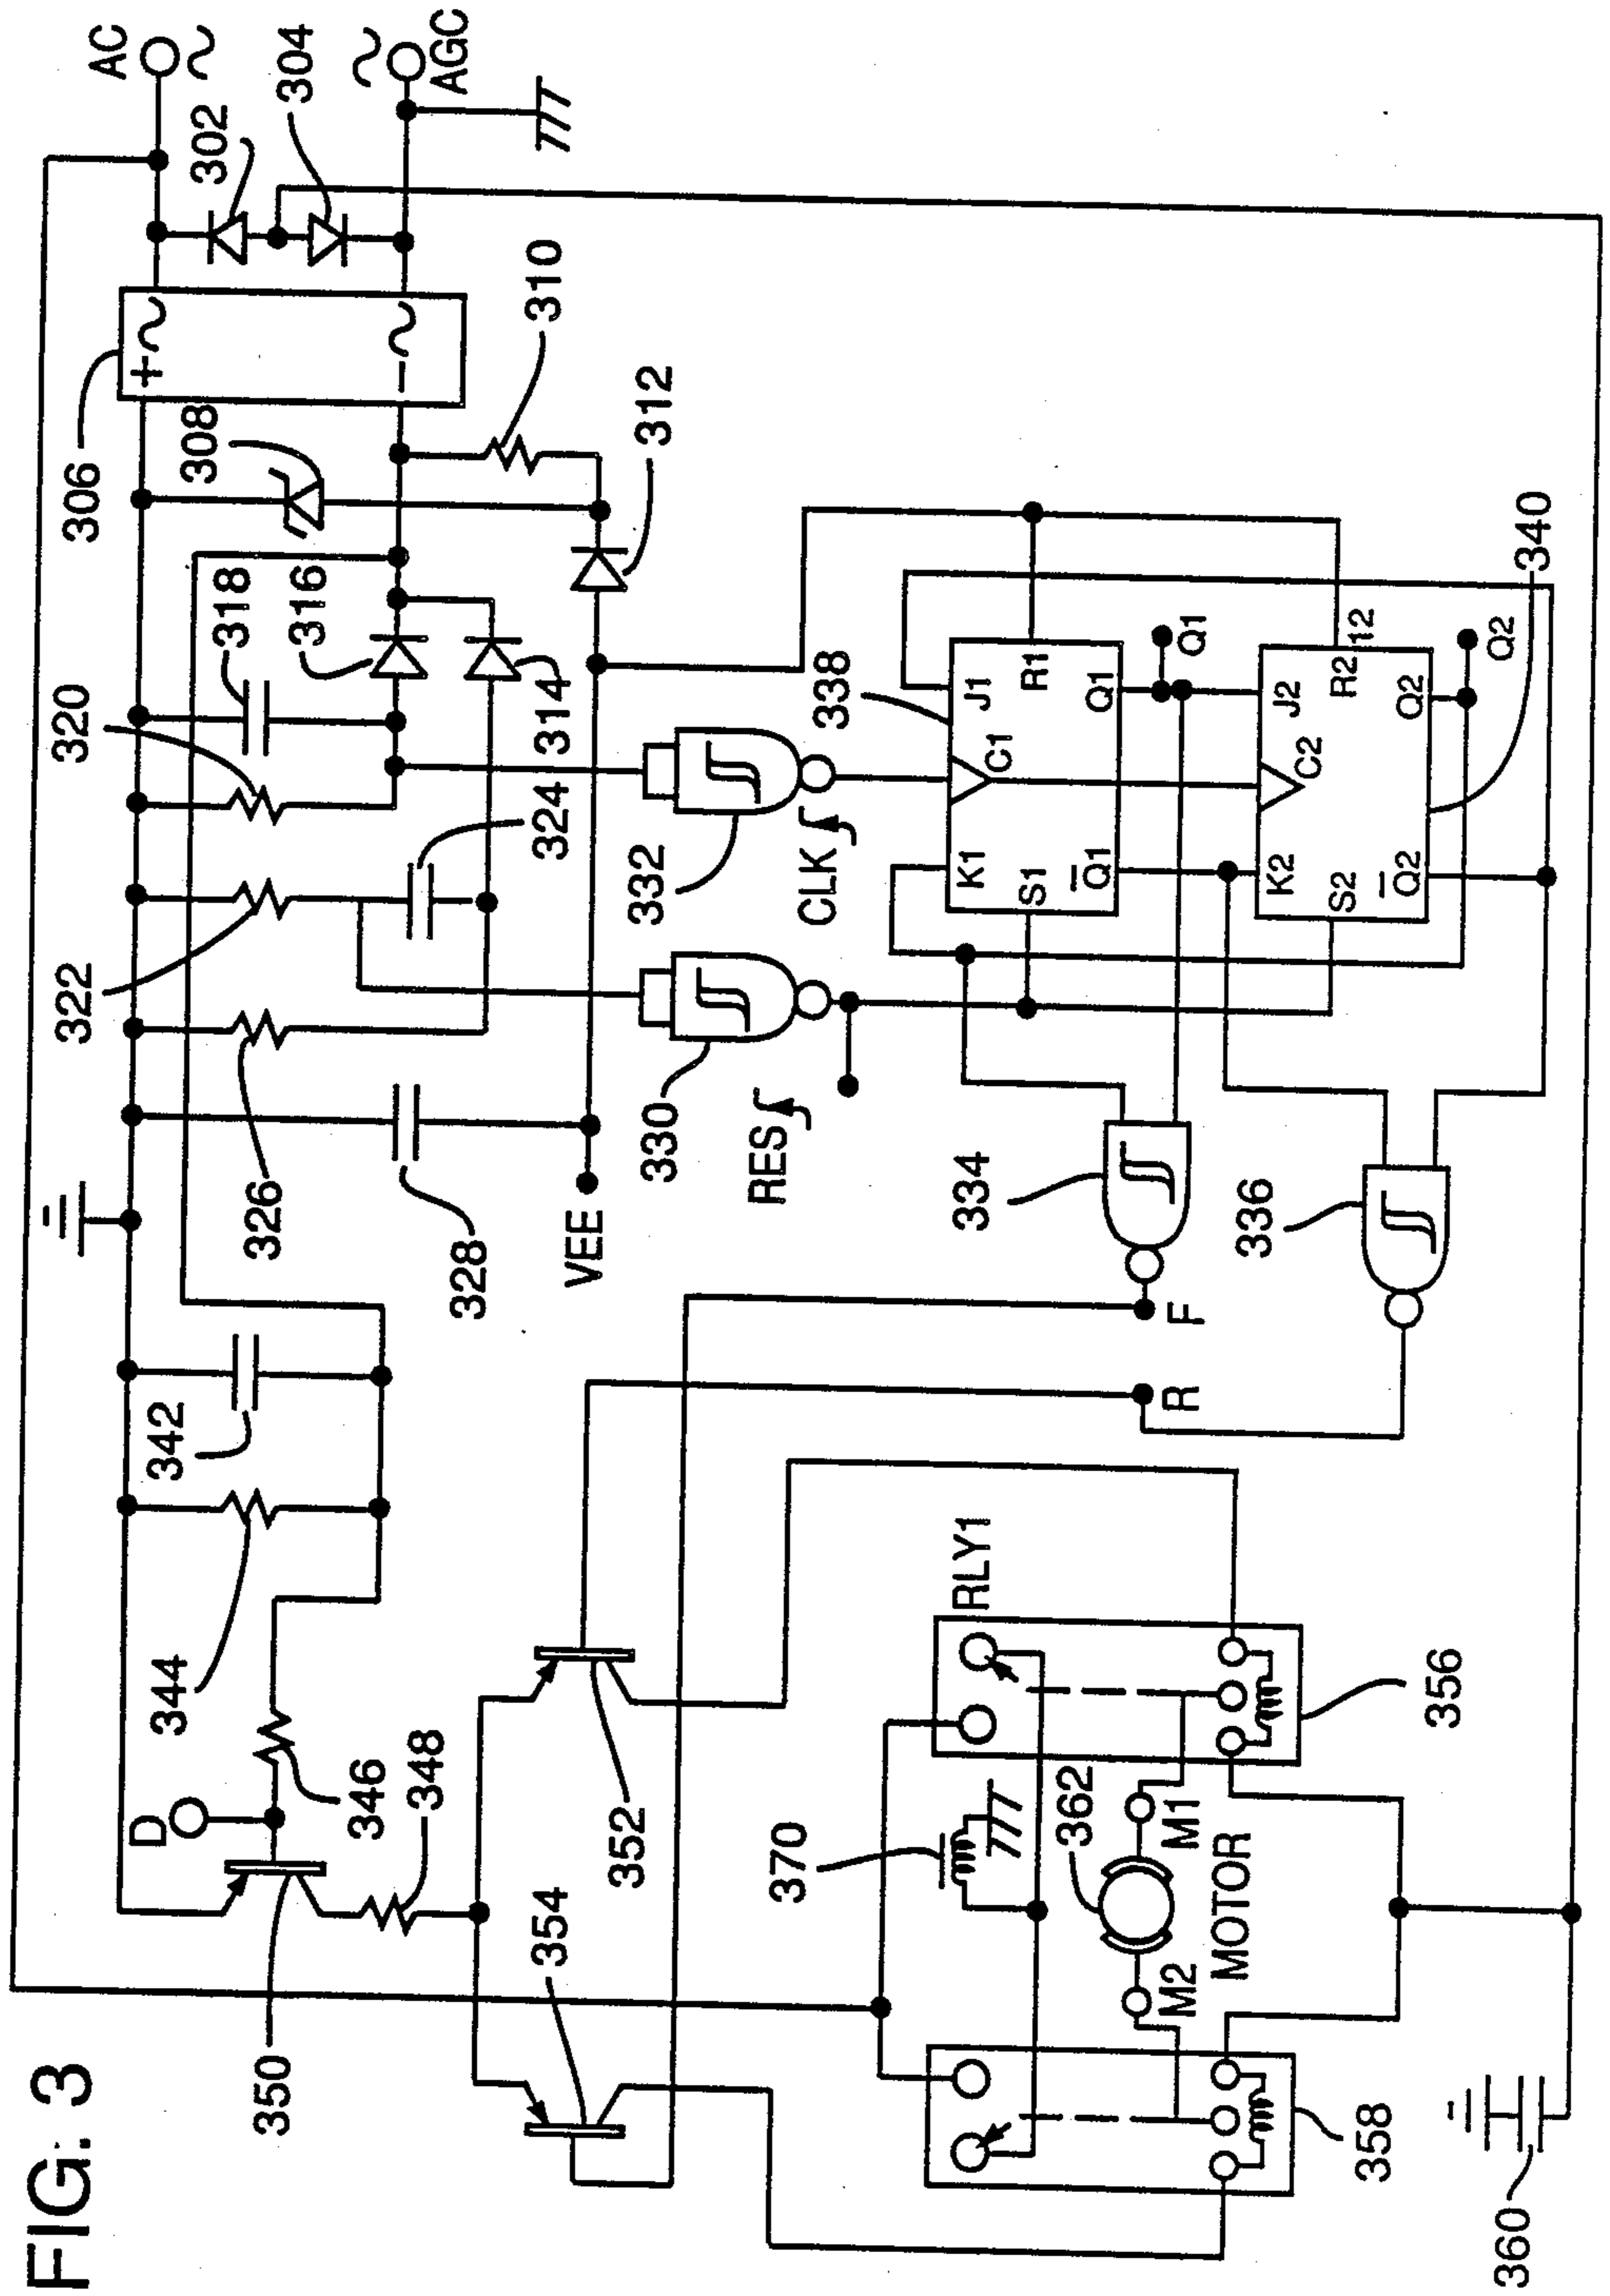 FIG. 3
AC
~
~
AGC
302
304
306
+~
-~
308
310
312
318
316
314
320
322
324
326
328
VEE
330
332
RES
CLK
338
J1
C1
K1
R1
S1
Q1
Q̅1
Q1
340
J2
C2
K2
R2
12
S2
Q2
Q̅2
Q2
334
336
F
R
342
344
346
348
D
350
352
354
RLY1
356
358
370
362
M1
M2
MOTOR
360